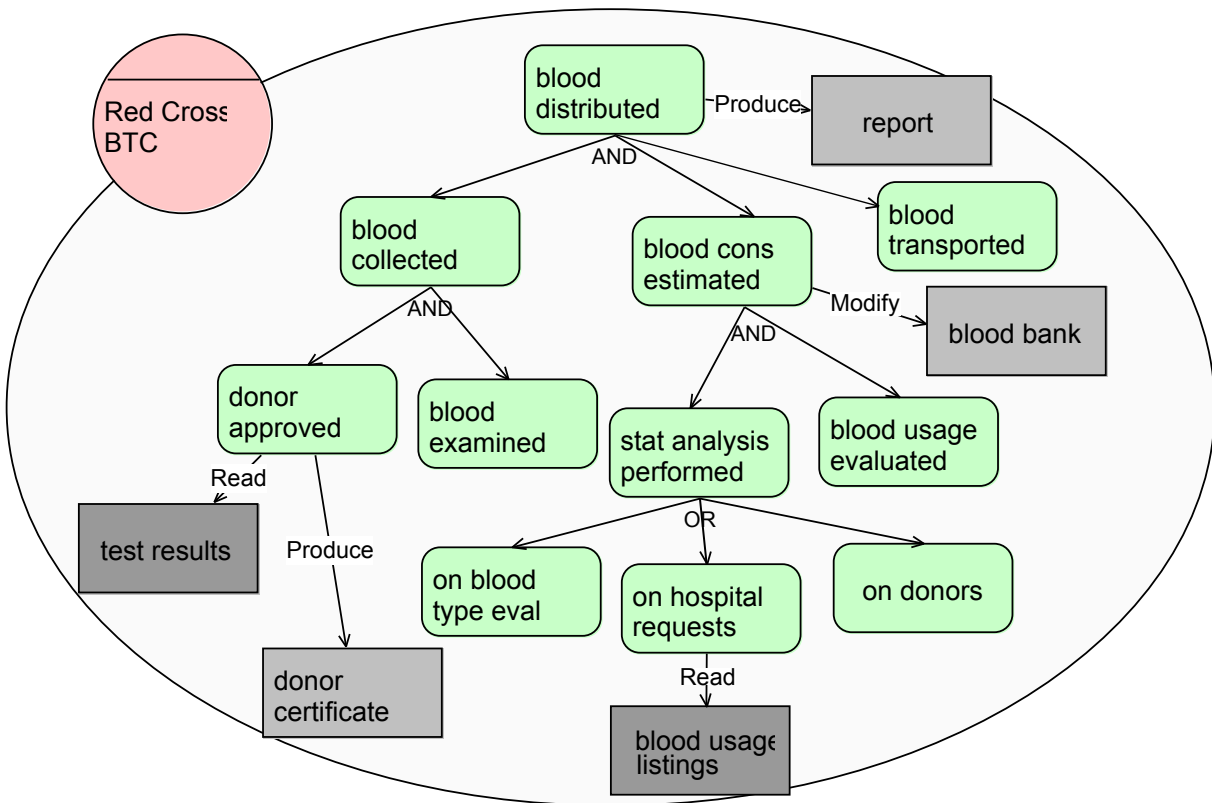 blood
distributed
Produce
report
Red Cross
BTC
AND
blood
collected
blood cons
estimated
blood
transported
AND
Modify
blood bank
AND
donor
approved
blood
examined
stat analysis
performed
blood usage
evaluated
Read
test results
Produce
OR
on blood
type eval
on hospital
requests
on donors
donor
certificate
Read
blood usage
listings